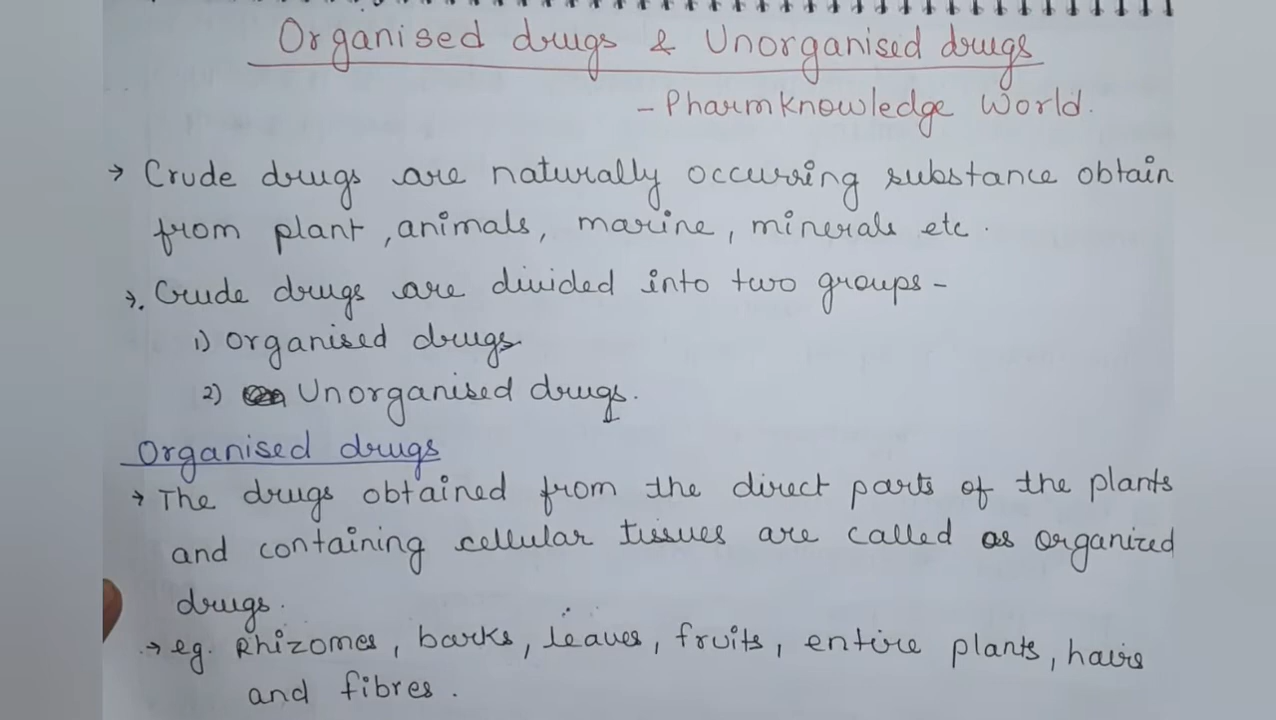 Organised drugs & Unorganised drugs
- Pharmknowledge World.
→ Crude drugs are naturally occurring substance obtain
from plant, animals, marine, minerals etc.
→. Crude drugs are divided into two groups -
1) Organised drugs
2) Unorganised drugs.
Organised drugs
→ The drugs obtained from the direct parts of the plants
and containing cellular tissues are called as organized
drugs.
→ eg. Rhizomes, barks, leaves, fruits, entire plants, hairs
and fibres.